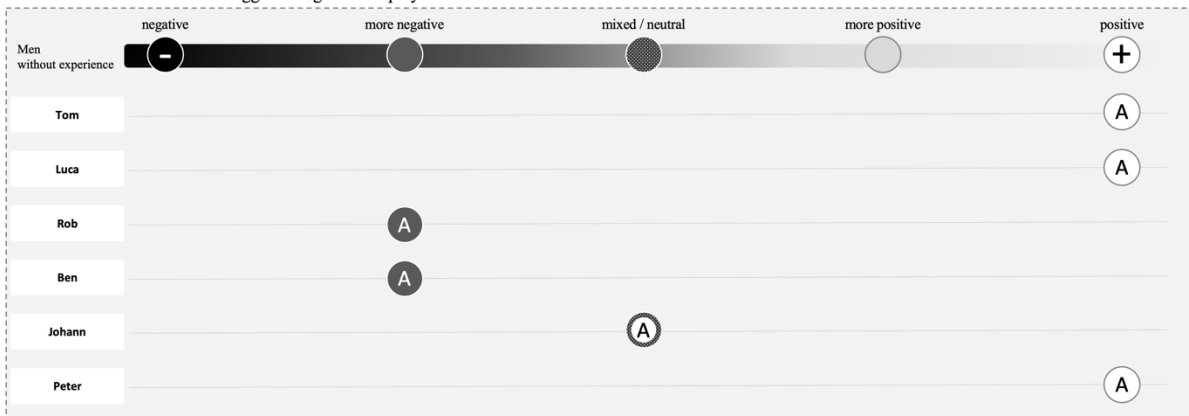 negative more negative mixed / neutral more positive positive
Men
without experience
-
+
Tom A
Luca A
Rob A
Ben A
Johann A
Peter A